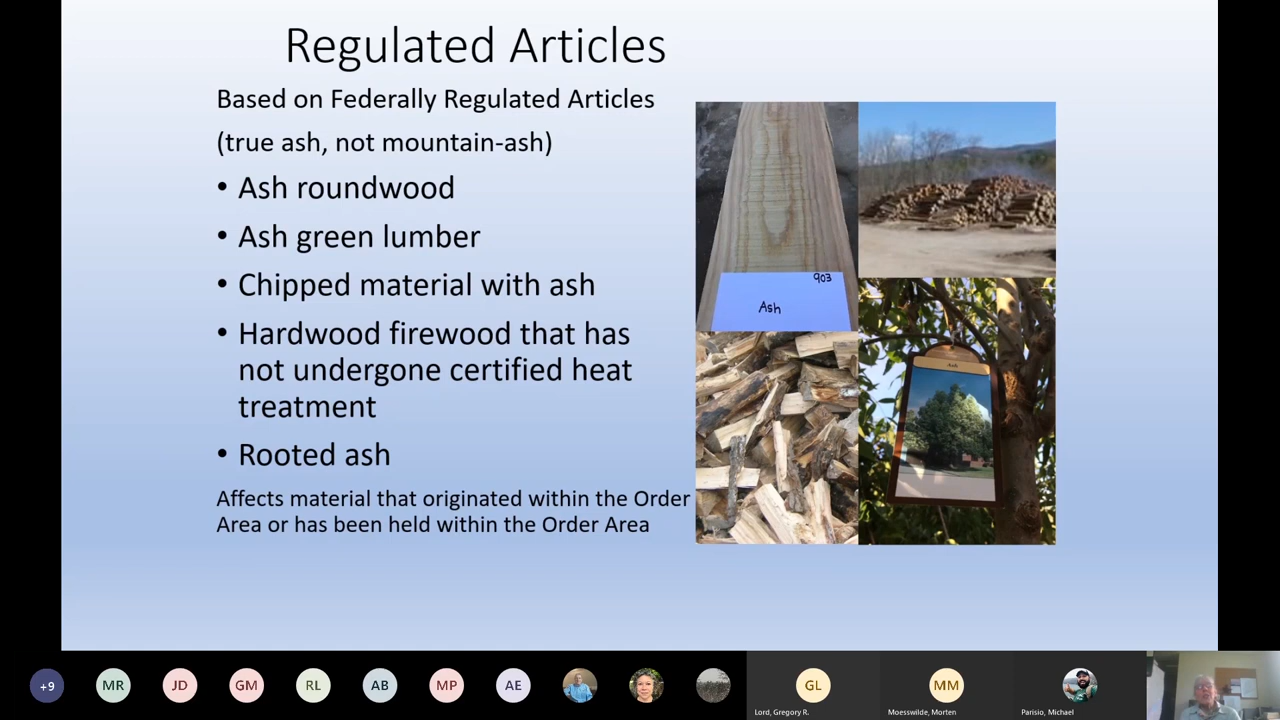 Regulated Articles
Based on Federally Regulated Articles
(true ash, not mountain-ash)
• Ash roundwood
• Ash green lumber
• Chipped material with ash
• Hardwood firewood that has
not undergone certified heat
treatment
• Rooted ash
Affects material that originated within the Order
Area or has been held within the Order Area
903
Ash
Ash
+9
MR
JD
GM
RL
AB
MP
AE
GL
Lord, Gregory R.
MM
Moesswilde, Morten
Parisio, Michael